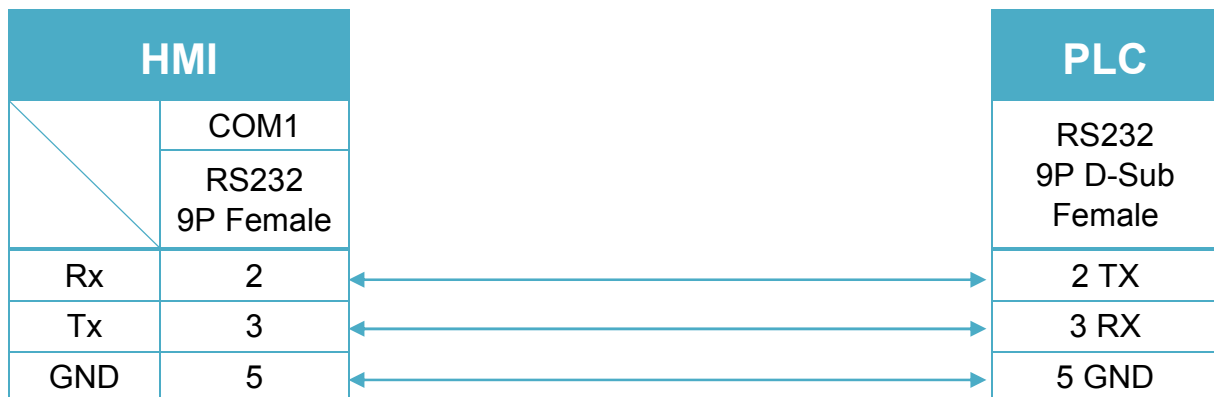 HMI
PLC
COM1
RS232
9P Female
RS232
9P D-Sub
Female
Rx 2 2 TX
Tx 3 3 RX
GND 5 5 GND